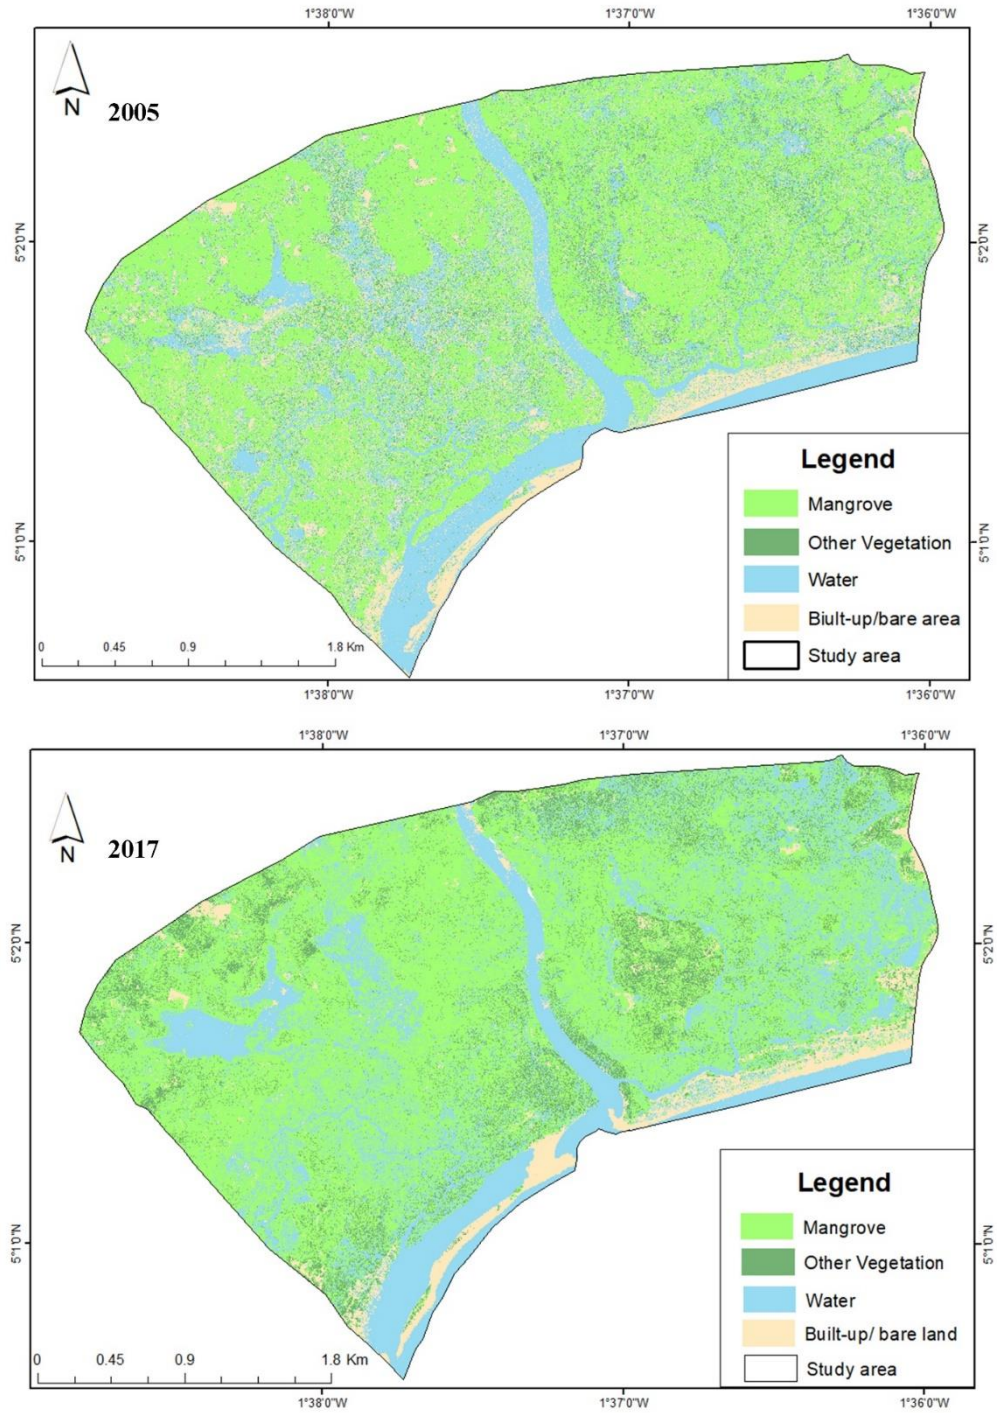 1°38'0"W 1°37'0"W 1°36'0"W
N
2005
5°2'0"N 5°2'0"N
5°1'0"N 5°1'0"N
Legend
Mangrove
Other Vegetation
Water
Biult-up/bare area
Study area
0 0.45 0.9 1.8 Km
1°38'0"W 1°37'0"W 1°36'0"W
1°38'0"W 1°37'0"W 1°36'0"W
N
2017
5°2'0"N 5°2'0"N
5°1'0"N 5°1'0"N
Legend
Mangrove
Other Vegetation
Water
Built-up/ bare land
Study area
0 0.45 0.9 1.8 Km
1°38'0"W 1°37'0"W 1°36'0"W